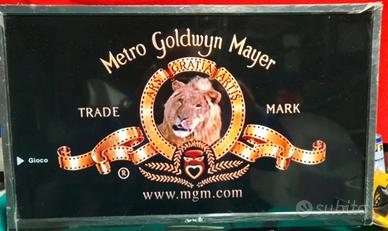 Metro Goldwyn Mayer
ARS GRATIA ARTIS
TRADE MARK
Gioco
®
www.mgm.com
subito